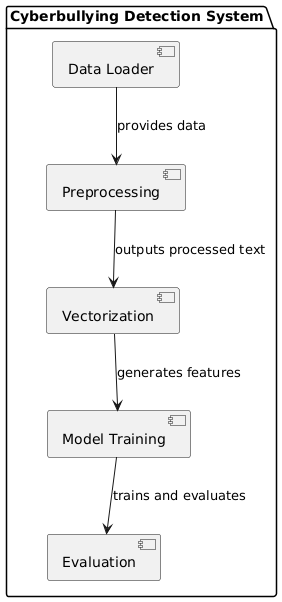 Cyberbullying Detection System
Data Loader
provides data
Preprocessing
outputs processed text
Vectorization
generates features
Model Training
trains and evaluates
Evaluation